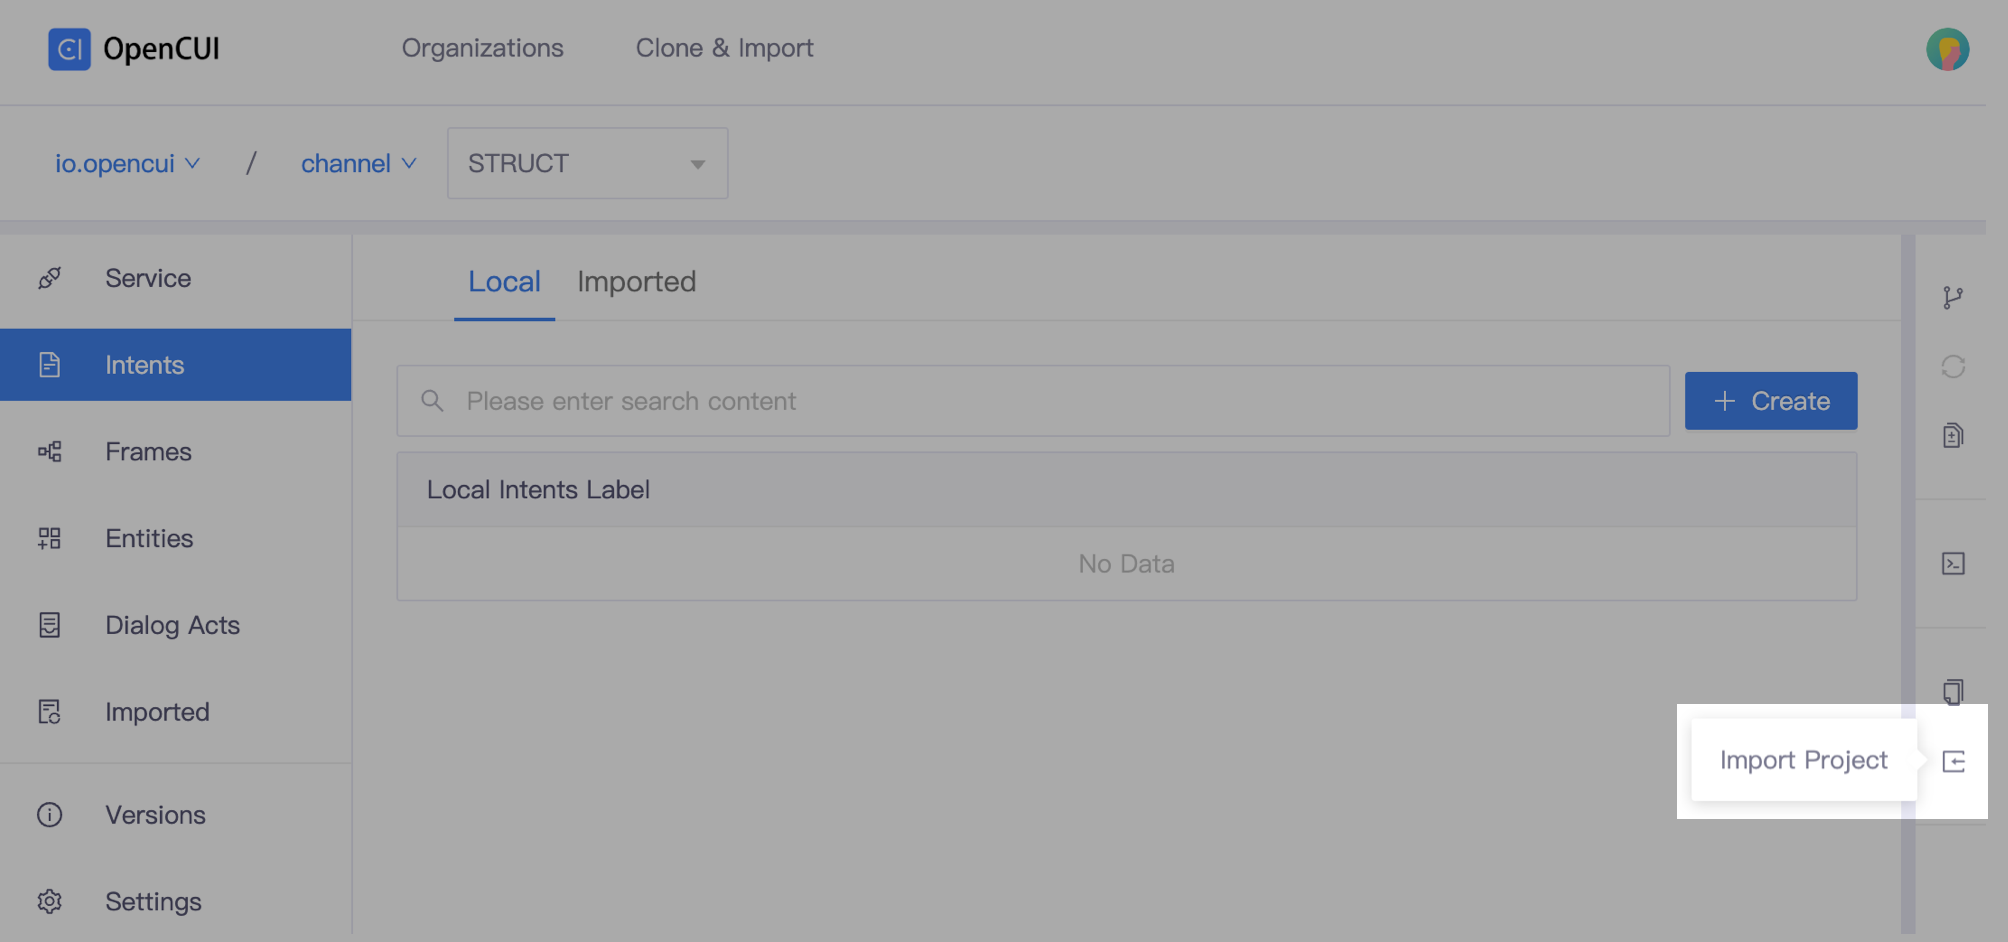 OpenCUI
Organizations
Clone & Import
io.opencui / channel
STRUCT
Service
Intents
Frames
Entities
Dialog Acts
Imported
Versions
Settings
Local
Imported
Please enter search content
+ Create
Local Intents Label
No Data
Import Project